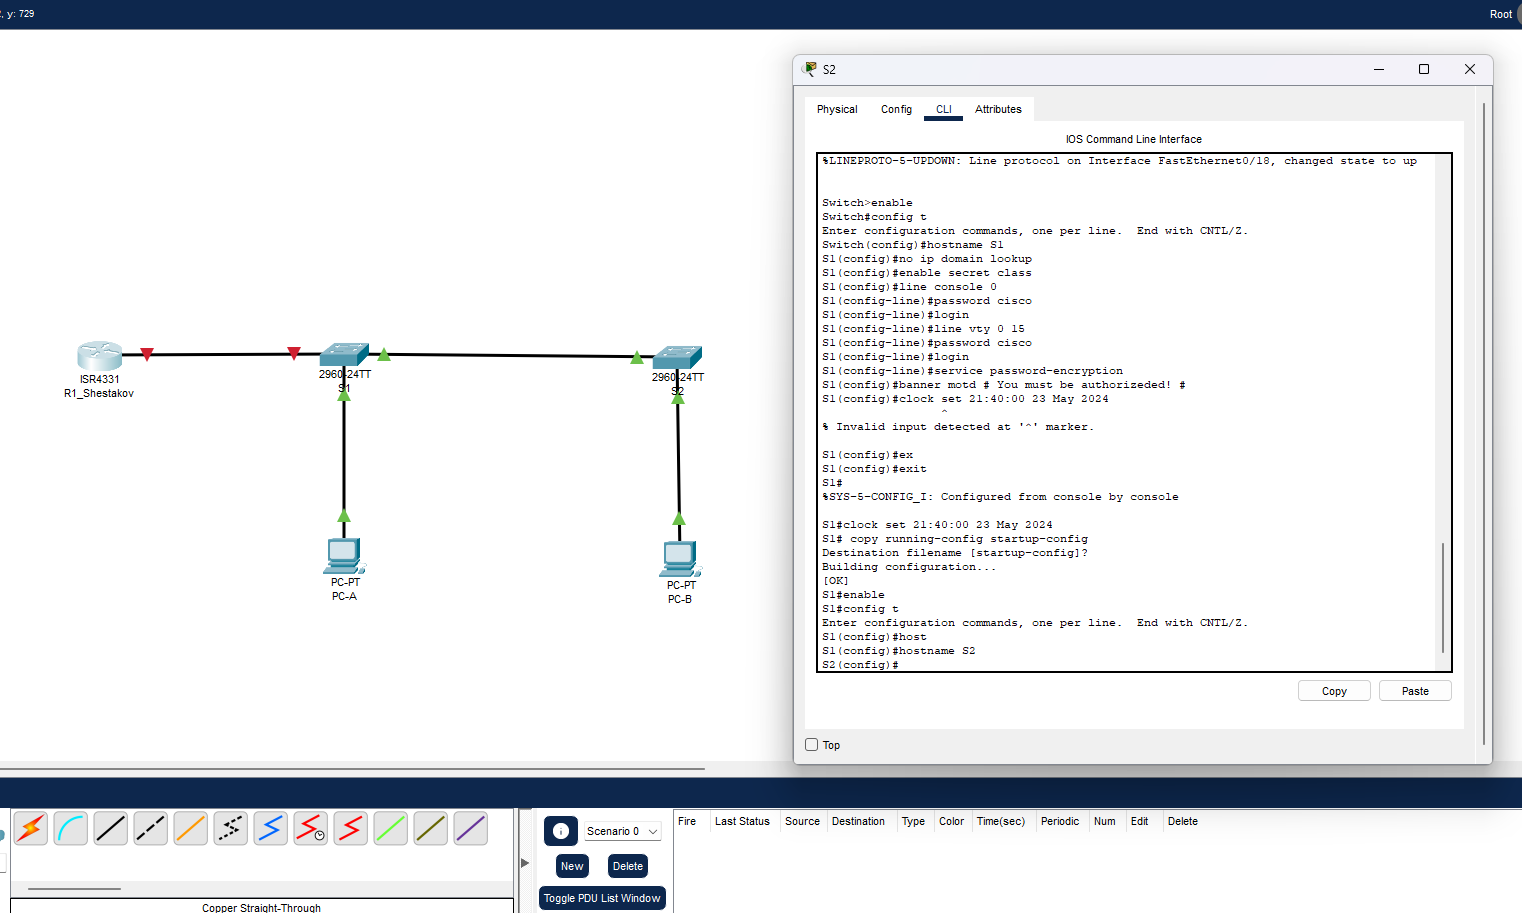 , y: 729
Root
S2
Physical
Config
CLI
Attributes
IOS Command Line Interface
%LINEPROTO-5-UPDOWN: Line protocol on Interface FastEthernet0/18, changed state to up
Switch>enable
Switch#config t
Enter configuration commands, one per line.  End with CNTL/Z.
Switch(config)#hostname S1
S1(config)#no ip domain lookup
S1(config)#enable secret class
S1(config)#line console 0
S1(config-line)#password cisco
S1(config-line)#login
S1(config-line)#line vty 0 15
S1(config-line)#password cisco
S1(config-line)#login
S1(config-line)#service password-encryption
S1(config)#banner motd # You must be authorizeded! #
S1(config)#clock set 21:40:00 23 May 2024
^
% Invalid input detected at '^' marker.
S1(config)#ex
S1(config)#exit
S1#
%SYS-5-CONFIG_I: Configured from console by console
S1#clock set 21:40:00 23 May 2024
S1# copy running-config startup-config
Destination filename [startup-config]?
Building configuration...
[OK]
S1#enable
S1#config t
Enter configuration commands, one per line.  End with CNTL/Z.
S1(config)#host
S1(config)#hostname S2
S2(config)#
Copy
Paste
Top
ISR4331
R1_Shestakov
2960-24TT
S1
2960-24TT
S2
PC-PT
PC-A
PC-PT
PC-B
Scenario 0
New
Delete
Toggle PDU List Window
Fire
Last Status
Source
Destination
Type
Color
Time(sec)
Periodic
Num
Edit
Delete
Copper Straight-Through